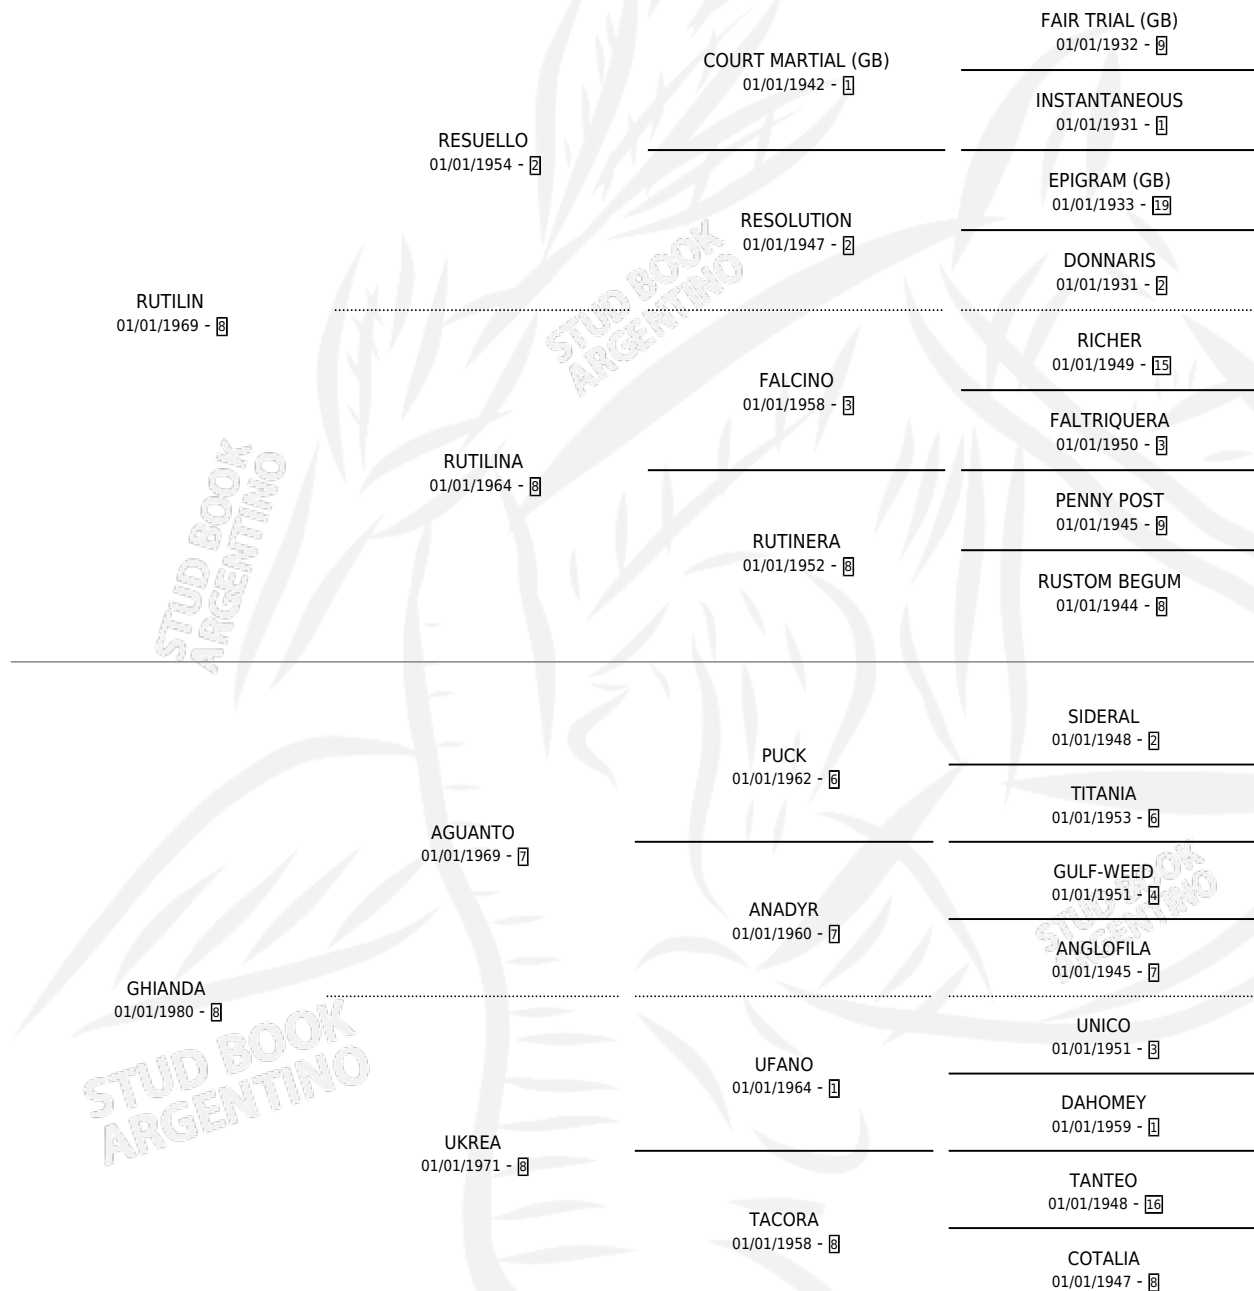 FAIR TRIAL (GB)
01/01/1932 - 9
COURT MARTIAL (GB)
01/01/1942 - 1
INSTANTANEOUS
01/01/1931 - 1
RESUELLO
01/01/1954 - 2
EPIGRAM (GB)
01/01/1933 - 19
RESOLUTION
01/01/1947 - 2
DONNARIS
01/01/1931 - 2
RUTILIN
01/01/1969 - 8
RICHER
01/01/1949 - 15
FALCINO
01/01/1958 - 3
FALTRIQUERA
01/01/1950 - 3
RUTILINA
01/01/1964 - 8
PENNY POST
01/01/1945 - 9
RUTINERA
01/01/1952 - 8
RUSTOM BEGUM
01/01/1944 - 8
SIDERAL
01/01/1948 - 2
PUCK
01/01/1962 - 6
TITANIA
01/01/1953 - 6
AGUANTO
01/01/1969 - 7
GULF-WEED
01/01/1951 - 4
ANADYR
01/01/1960 - 7
ANGLOFILA
01/01/1945 - 7
GHIANDA
01/01/1980 - 8
UNICO
01/01/1951 - 3
UFANO
01/01/1964 - 1
DAHOMEY
01/01/1959 - 1
UKREA
01/01/1971 - 8
TANTEO
01/01/1948 - 16
TACORA
01/01/1958 - 8
COTALIA
01/01/1947 - 8
STUD BOOK
ARGENTINO
STUD BOOK
ARGENTINO
STUD BOOK
ARGENTINO
STUD BOOK
ARGENTINO